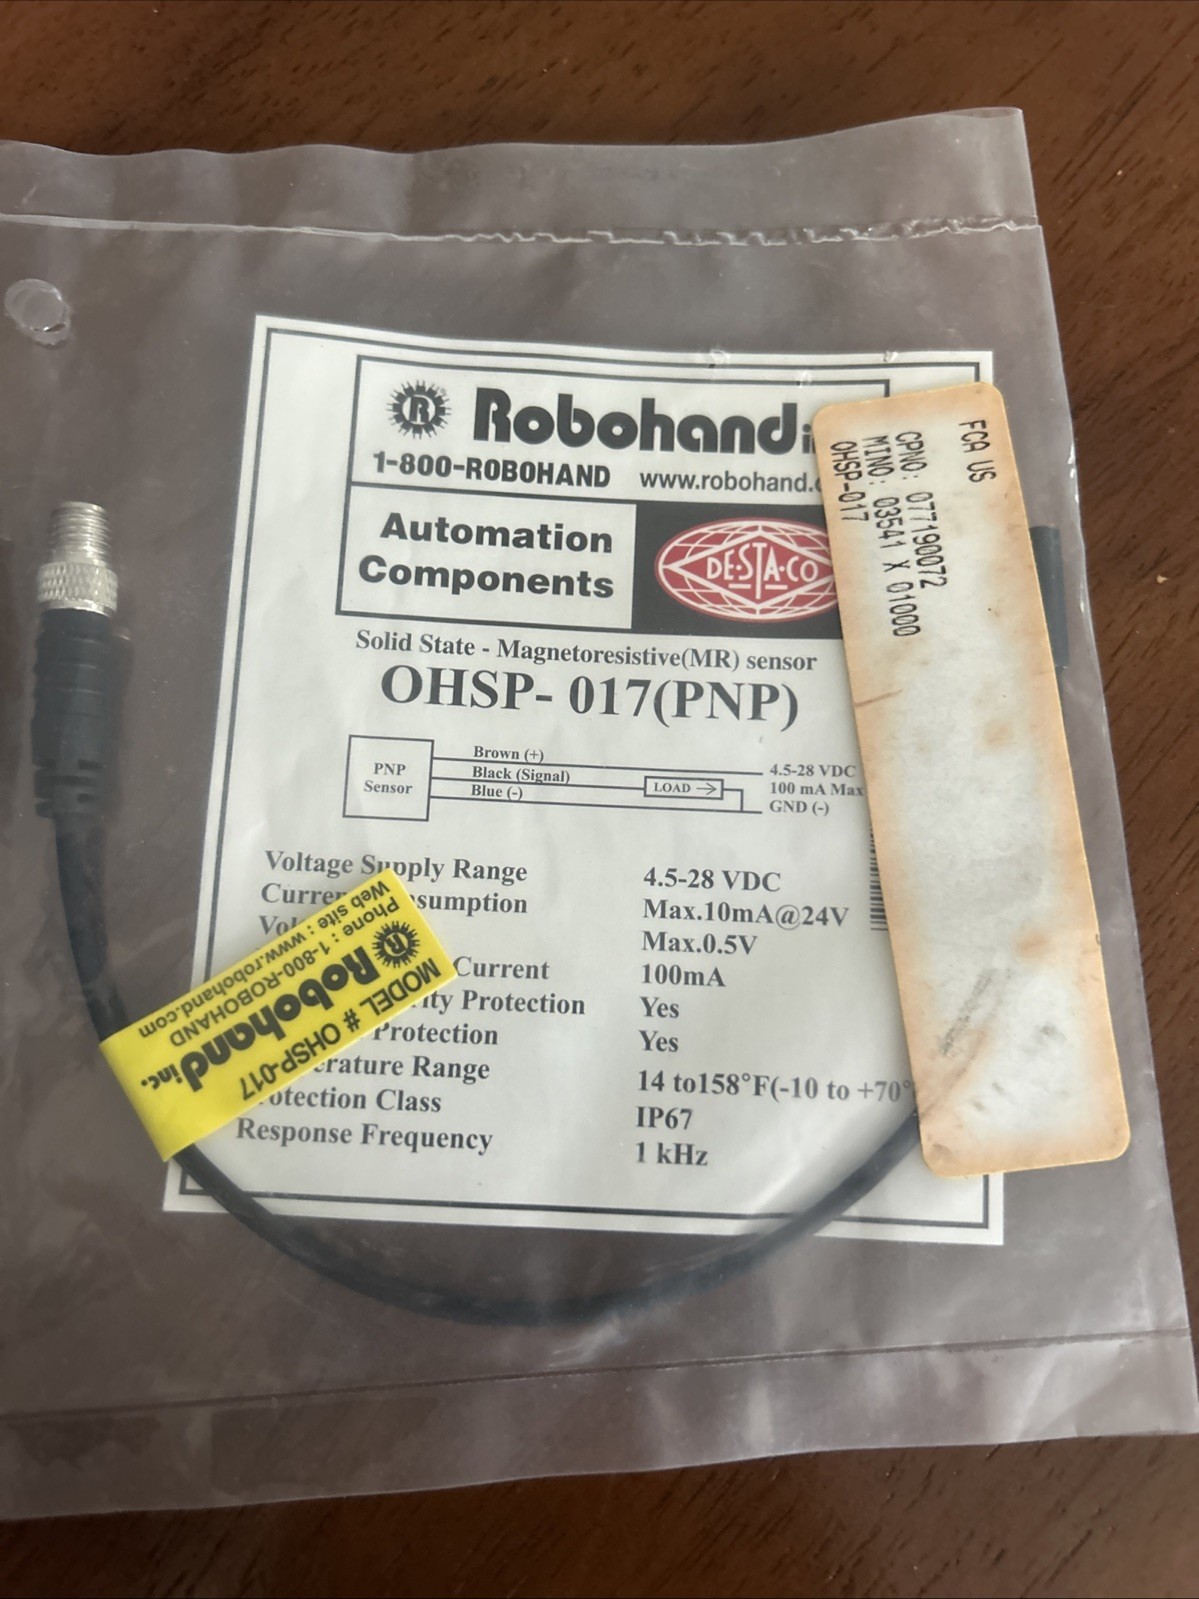 Robohand
1-800-ROBOHAND www.robohand.
Automation
Components
DE-STA-CO
Solid State - Magnetoresistive(MR) sensor
OHSP- 017(PNP)
PNP
Sensor
Brown (+)
Black (Signal)
Blue (-)
LOAD
4.5-28 VDC
100 mA Max
GND (-)
Voltage Supply Range 4.5-28 VDC
Max.10mA@24V
Max.0.5V
Current 100mA
Protection Yes
Protection Yes
Range 14 to158°F(-10 to +70°
Class IP67
Response Frequency 1 kHz
FCA US
CPNO: 077190072
MINO: 03541 X 01000
OHSP-017
MODEL # OHSP-017
Robohand inc.
Phone : 1-800-ROBOHAND
Web site : www.robohand.com